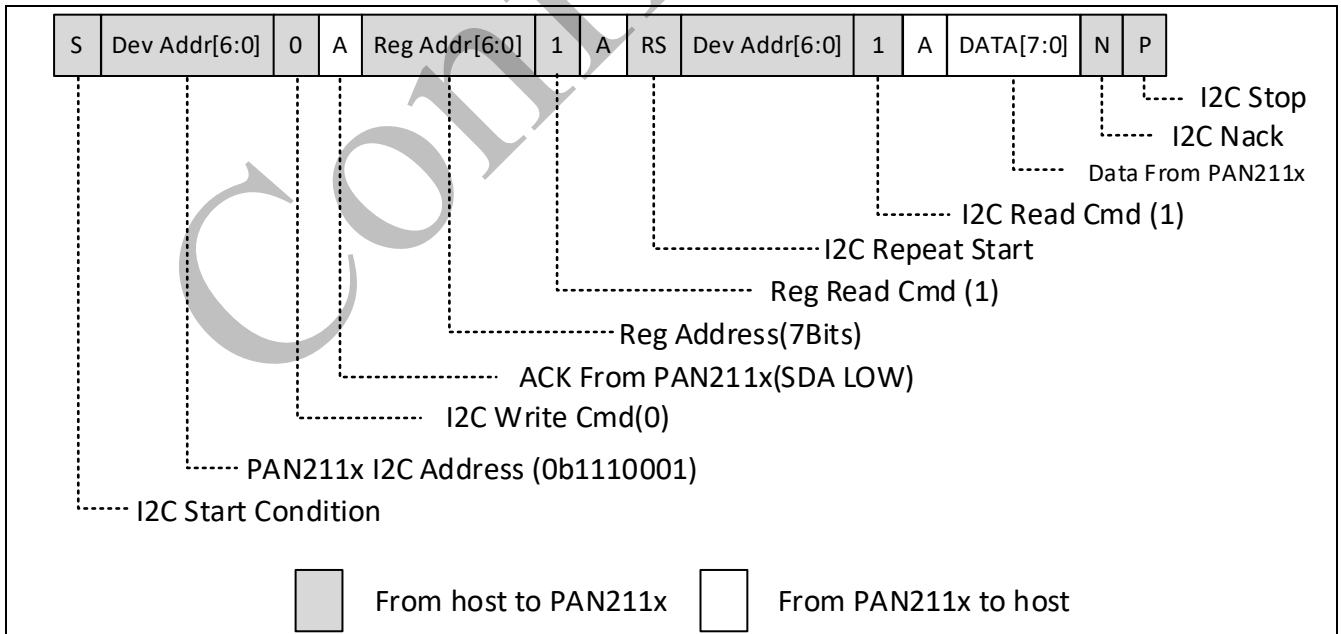 S Dev Addr[6:0] 0 A Reg Addr[6:0] 1 A RS Dev Addr[6:0] 1 A DATA[7:0] N P
I2C Stop
I2C Nack
Data From PAN211x
I2C Read Cmd (1)
I2C Repeat Start
Reg Read Cmd (1)
Reg Address(7Bits)
ACK From PAN211x(SDA LOW)
I2C Write Cmd(0)
PAN211x I2C Address (0b1110001)
I2C Start Condition
From host to PAN211x From PAN211x to host